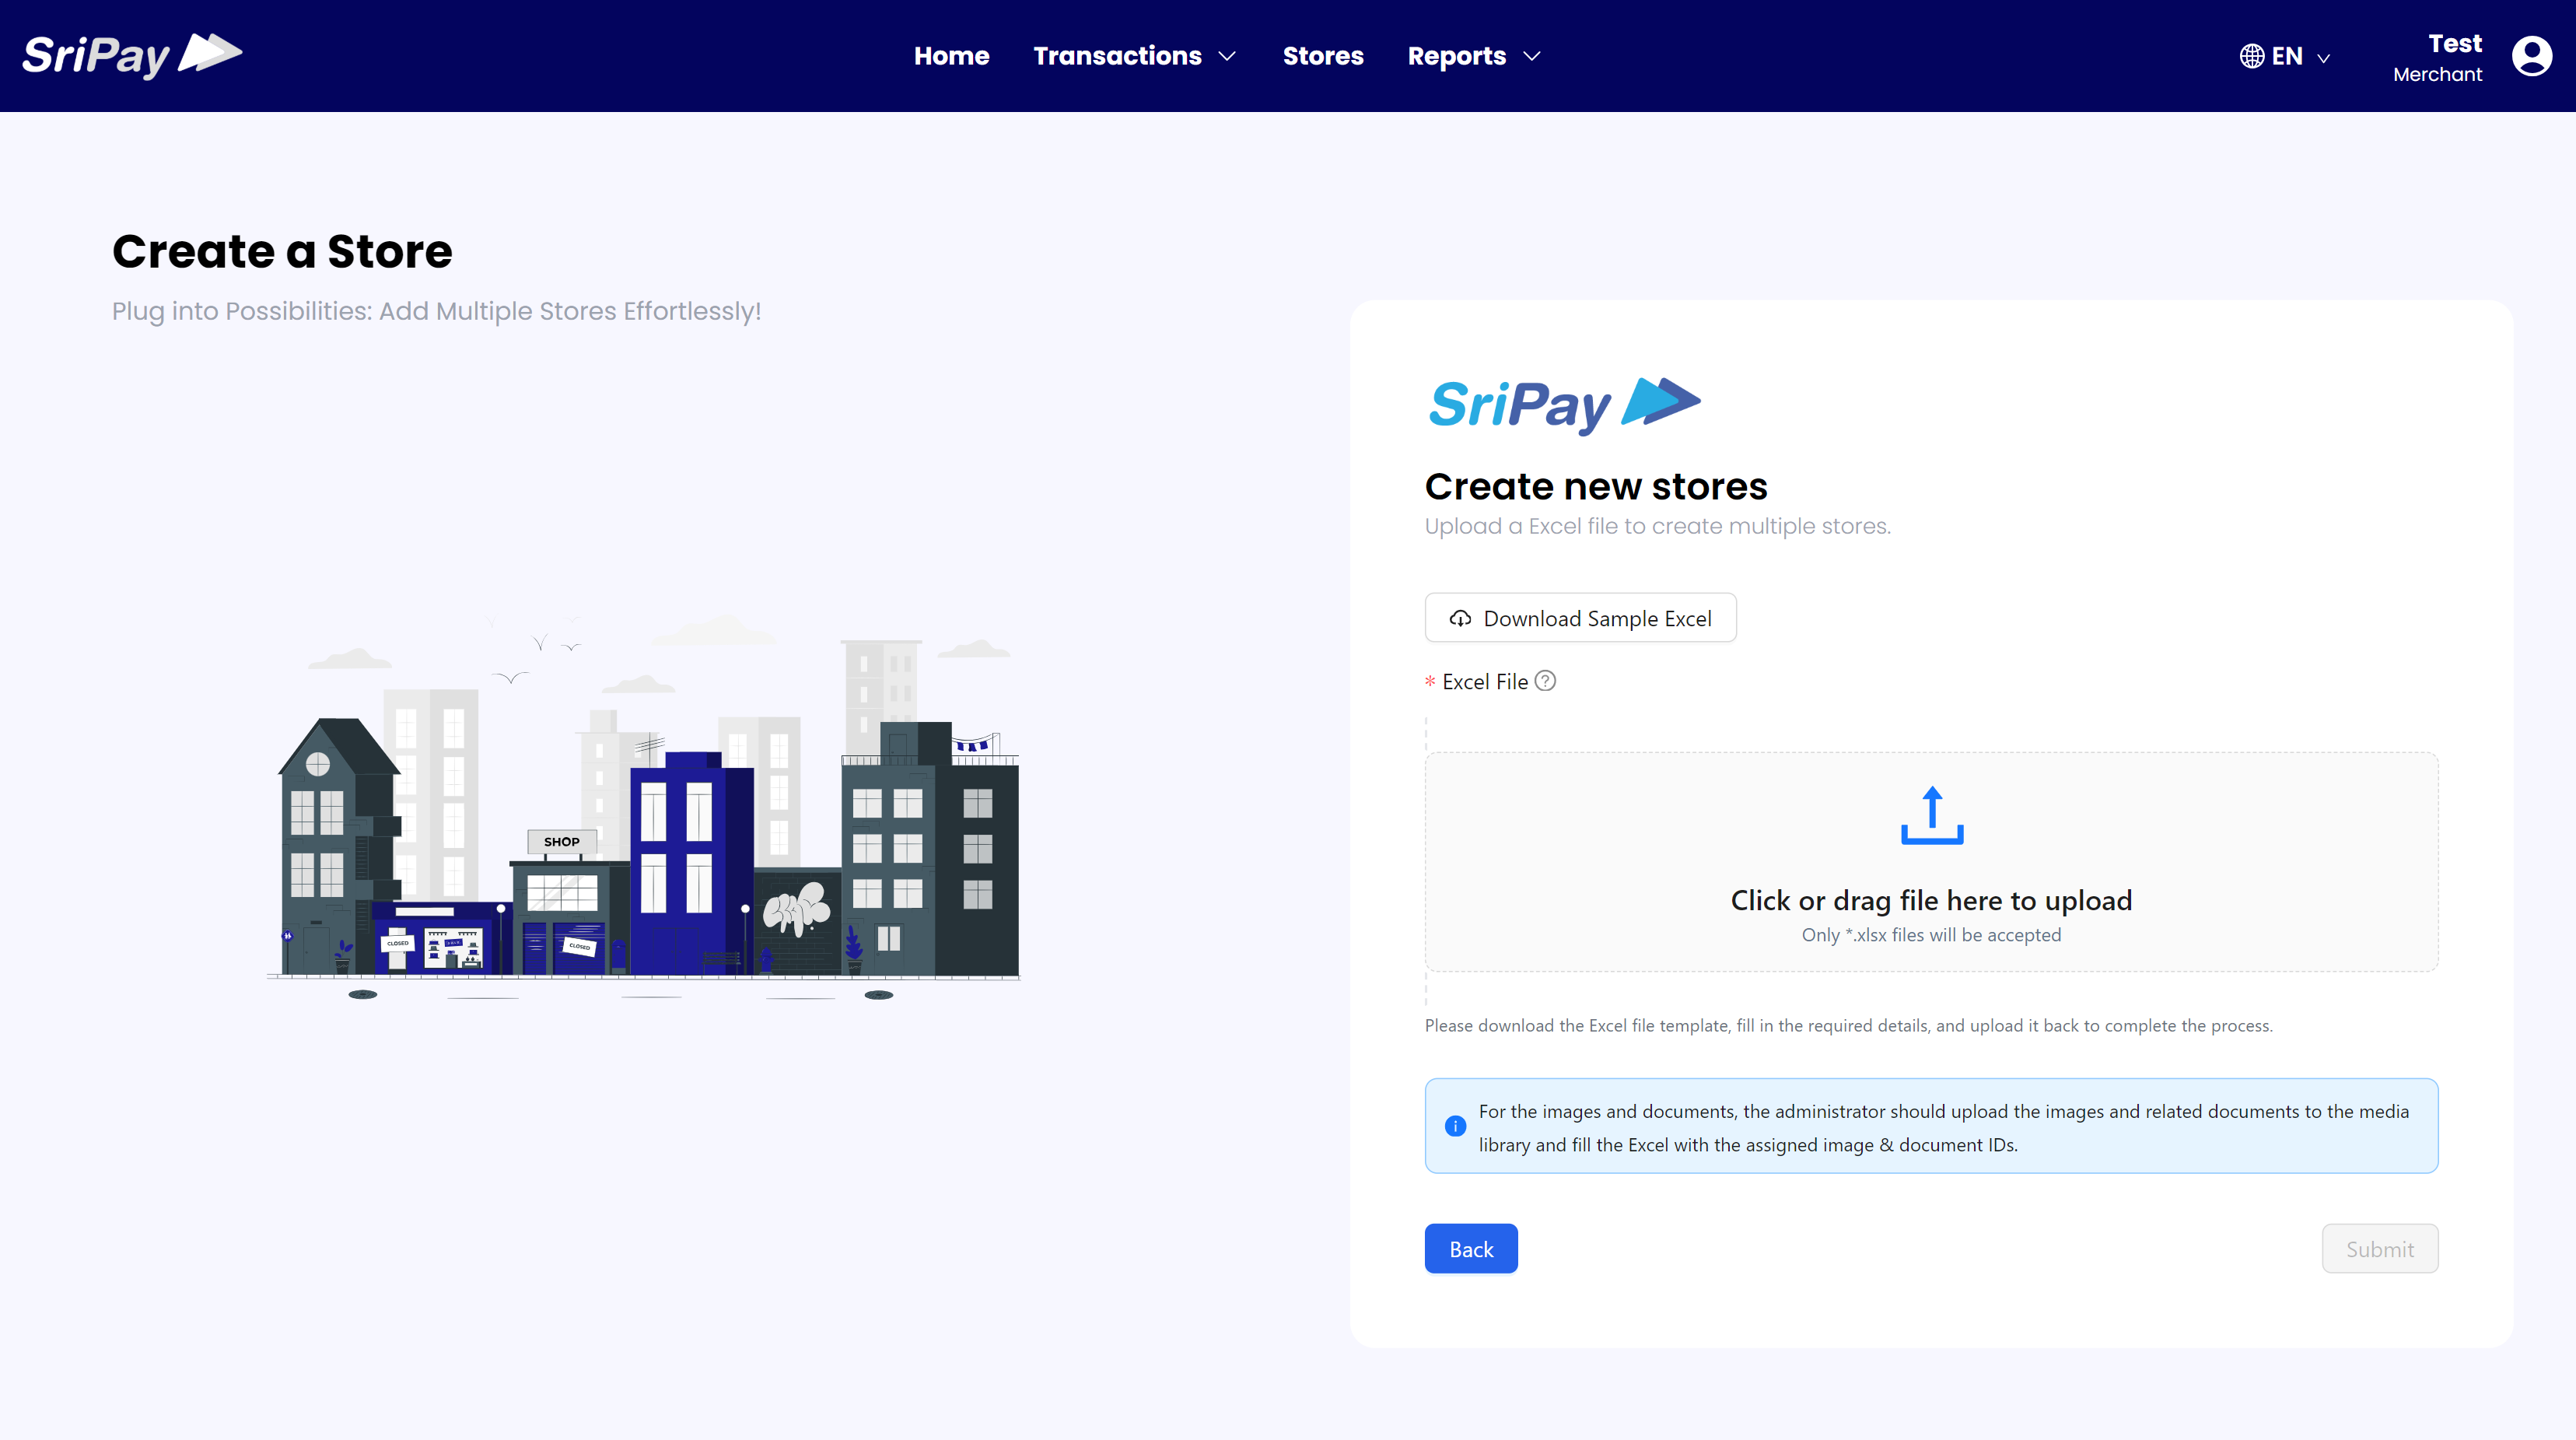 SriPay
Home
Transactions
Stores
Reports
EN
Test
Merchant
Create a Store
Plug into Possibilities: Add Multiple Stores Effortlessly!
SHOP
CLOSED
CLOSED
SriPay
Create new stores
Upload a Excel file to create multiple stores.
Download Sample Excel
* Excel File
Click or drag file here to upload
Only *.xlsx files will be accepted
Please download the Excel file template, fill in the required details, and upload it back to complete the process.
For the images and documents, the administrator should upload the images and related documents to the media
library and fill the Excel with the assigned image & document IDs.
Back
Submit